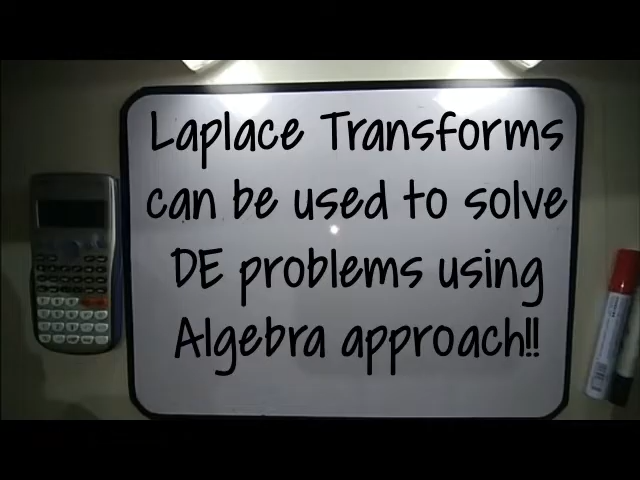 Laplace Transforms
can be used to solve
DE problems using
Algebra approach!!